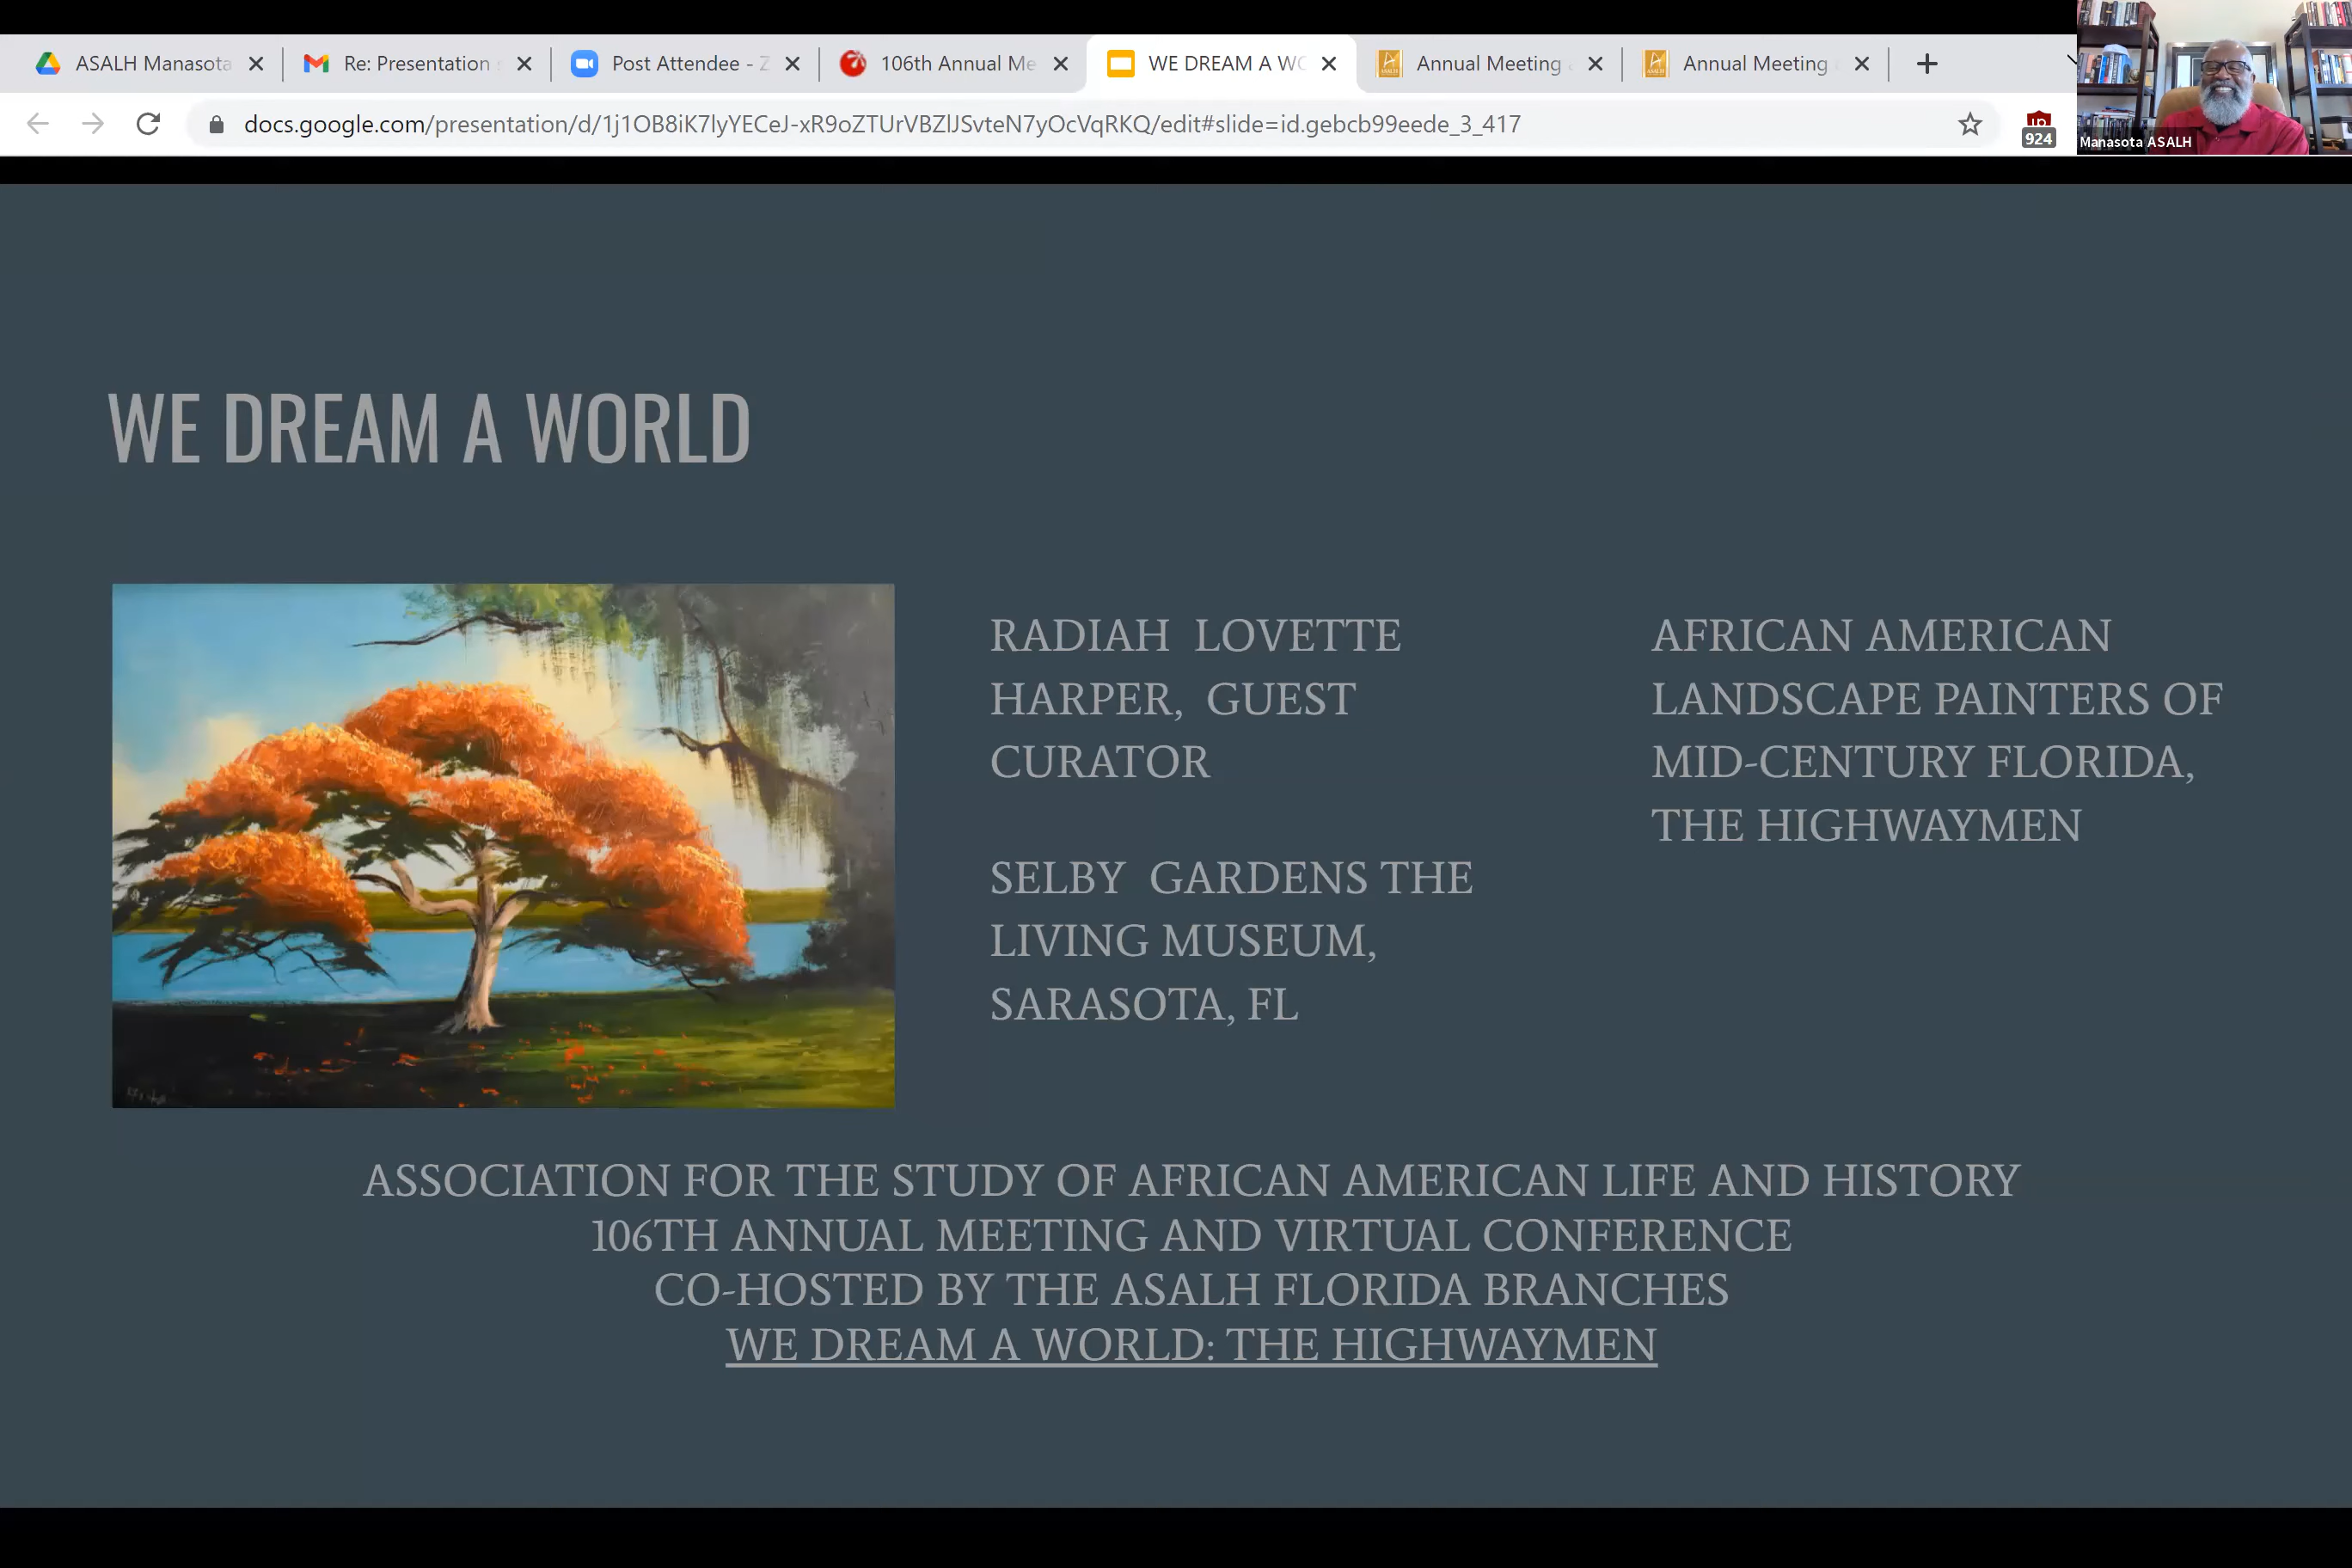 ASALH Manasota
Re: Presentation
Post Attendee - Z
106th Annual Me
WE DREAM A WO
Annual Meeting
Annual Meeting
docs.google.com/presentation/d/1j1OB8iK7lyYECeJ-xR9oZTUrVBZlJSvteN7yOcVqRKQ/edit#slide=id.gebcb99eede_3_417
924
Manasota ASALH
WE DREAM A WORLD
RADIAH LOVETTE
HARPER, GUEST
CURATOR
SELBY GARDENS THE
LIVING MUSEUM,
SARASOTA, FL
AFRICAN AMERICAN
LANDSCAPE PAINTERS OF
MID-CENTURY FLORIDA,
THE HIGHWAYMEN
ASSOCIATION FOR THE STUDY OF AFRICAN AMERICAN LIFE AND HISTORY
106TH ANNUAL MEETING AND VIRTUAL CONFERENCE
CO-HOSTED BY THE ASALH FLORIDA BRANCHES
WE DREAM A WORLD: THE HIGHWAYMEN